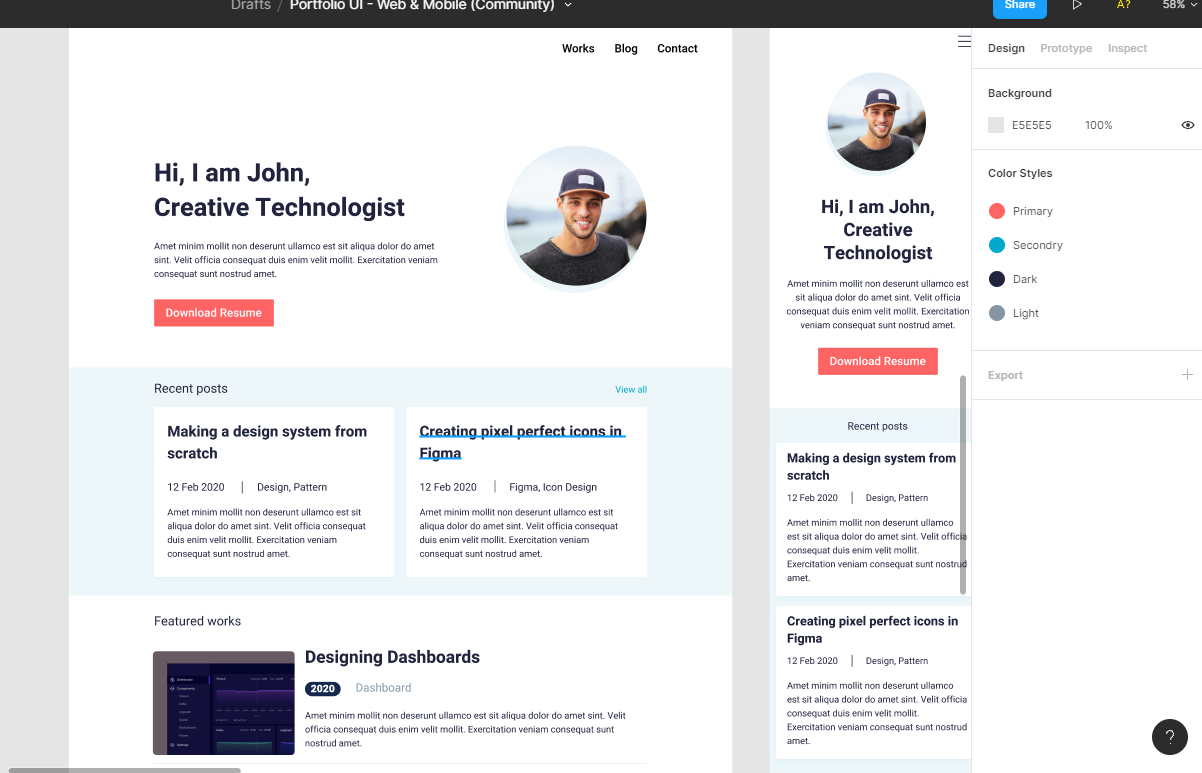 Drafts / Portfolio UI - Web & Mobile (Community)
Share
A?
58%
Works Blog Contact
Hi, I am John,
Creative Technologist
Amet minim mollit non deserunt ullamco est sit aliqua dolor do amet
sint. Velit officia consequat duis enim velit mollit. Exercitation veniam
consequat sunt nostrud amet.
Download Resume
Recent posts
View all
Making a design system from
scratch
12 Feb 2020 | Design, Pattern
Amet minim mollit non deserunt ullamco est sit
aliqua dolor do amet sint. Velit officia consequat
duis enim velit mollit. Exercitation veniam
consequat sunt nostrud amet.
Creating pixel perfect icons in
Figma
12 Feb 2020 | Figma, Icon Design
Amet minim mollit non deserunt ullamco est sit
aliqua dolor do amet sint. Velit officia consequat
duis enim velit mollit. Exercitation veniam
consequat sunt nostrud amet.
Featured works
Designing Dashboards
2020 Dashboard
Amet minim mollit non deserunt ullamco est sit aliqua dolor do amet sint. Velit
officia consequat duis enim velit mollit. Exercitation veniam consequat sunt
nostrud amet.
Dashboard
Components
Settings
Hi, I am John,
Creative
Technologist
Amet minim mollit non deserunt ullamco est
sit aliqua dolor do amet sint. Velit officia
consequat duis enim velit mollit. Exercitation
veniam consequat sunt nostrud amet.
Download Resume
Recent posts
Making a design system from
scratch
12 Feb 2020 | Design, Pattern
Amet minim mollit non deserunt ullamco
est sit aliqua dolor do amet sint. Velit officia
consequat duis enim velit mollit.
Exercitation veniam consequat sunt nostrud
amet.
Creating pixel perfect icons in
Figma
12 Feb 2020 | Design, Pattern
Amet minim mollit non deserunt ullamco
est sit aliqua dolor do amet sint. Velit officia
consequat duis enim velit mollit.
Exercitation veniam consequat sunt nostrud
amet.
Design Prototype Inspect
Background
E5E5E5 100%
Color Styles
Primary
Secondry
Dark
Light
Export
?